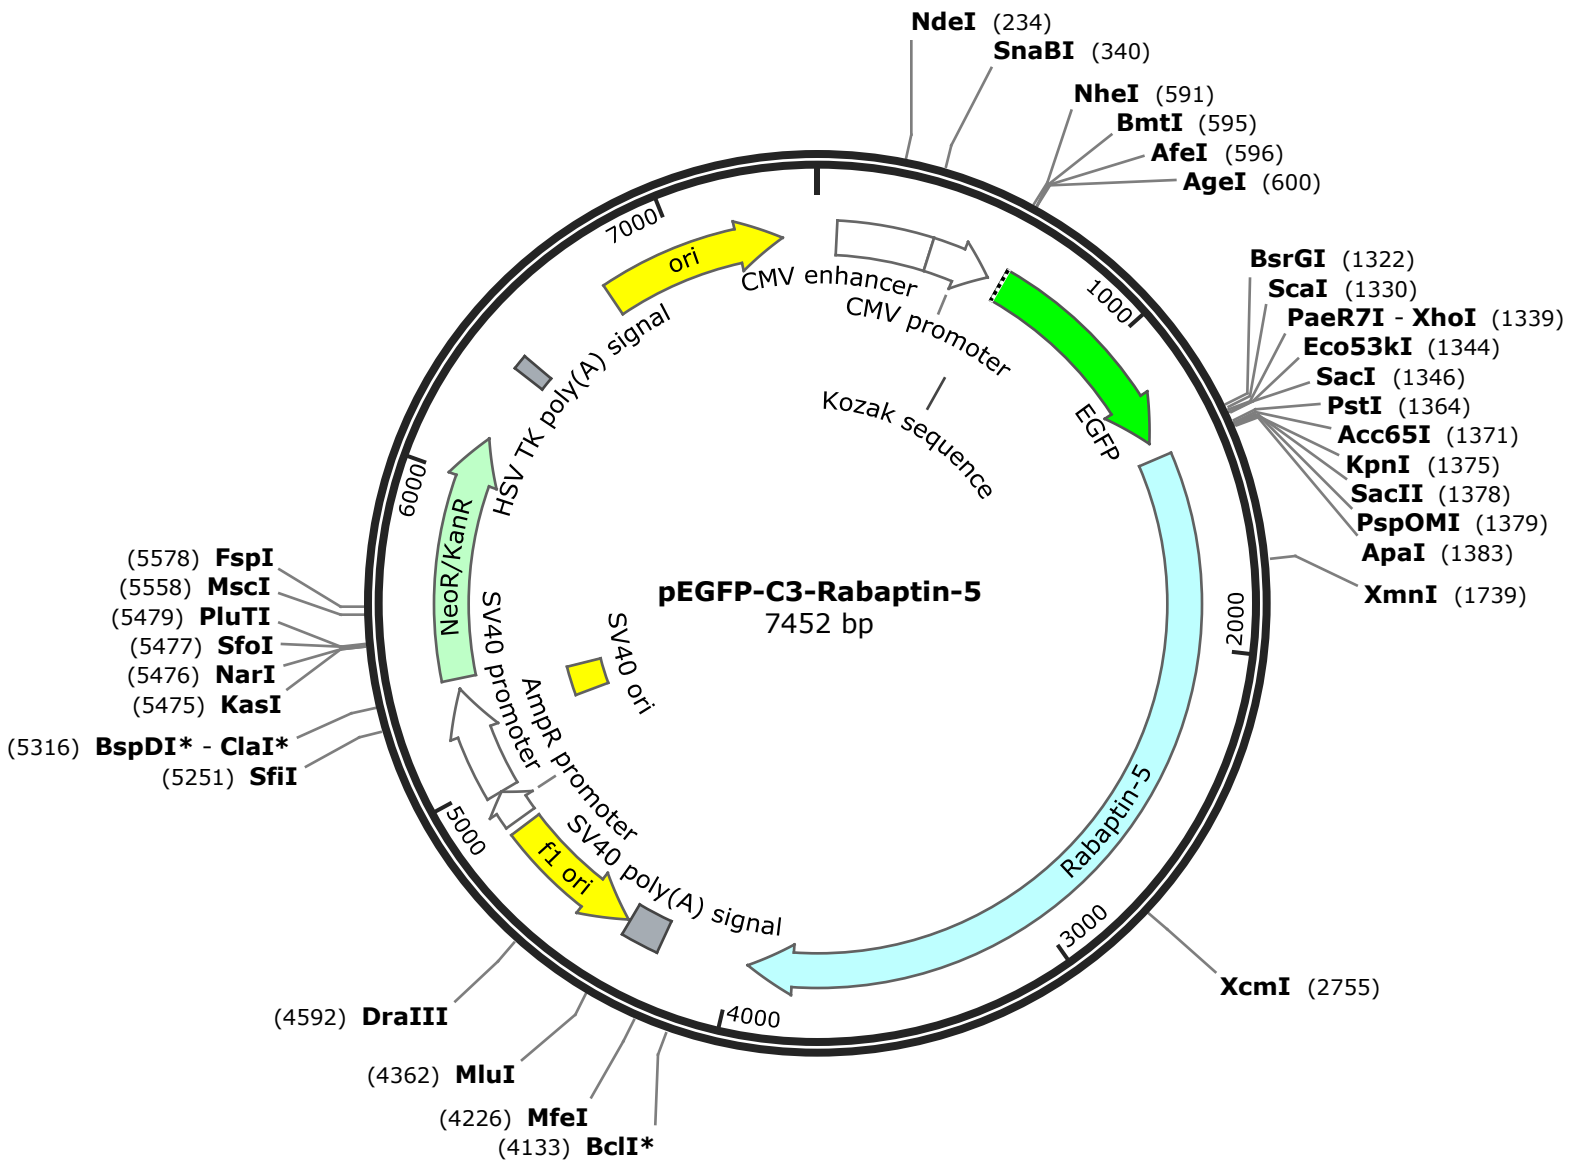 NdeI (234)
SnaBI (340)
NheI (591)
BmtI (595)
AfeI (596)
AgeI (600)
BsrGI (1322)
ScaI (1330)
PaeR7I - XhoI (1339)
Eco53kI (1344)
SacI (1346)
PstI (1364)
Acc65I (1371)
KpnI (1375)
SacII (1378)
PspOMI (1379)
ApaI (1383)
XmnI (1739)
XcmI (2755)
(5578) FspI
(5558) MscI
(5479) PluTI
(5477) SfoI
(5476) NarI
(5475) KasI
(5316) BspDI* - ClaI*
(5251) SfiI
(4592) DraIII
(4362) MluI
(4226) MfeI
(4133) BclI*
1000
2000
3000
4000
5000
6000
7000
ori
CMV enhancer
CMV promoter
Kozak sequence
EGFP
Rabaptin-5
HSV TK poly(A) signal
NeoR/KanR
SV40 promoter
SV40 ori
AmpR promoter
SV40 poly(A) signal
f1 ori
pEGFP-C3-Rabaptin-5
7452 bp